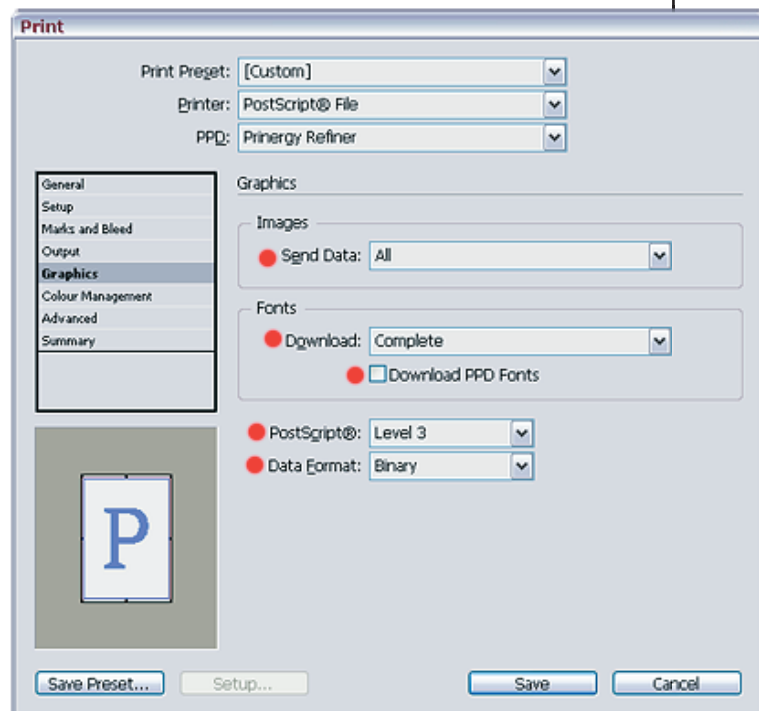 Print
Print Preset: [Custom]
Printer: PostScript® File
PPD: Prinergy Refiner
General
Setup
Marks and Bleed
Output
Graphics
Colour Management
Advanced
Summary
Graphics
Images
Send Data: All
Fonts
Download: Complete
Download PPD Fonts
PostScript®: Level 3
Data Format: Binary
P
Save Preset... Setup... Save Cancel